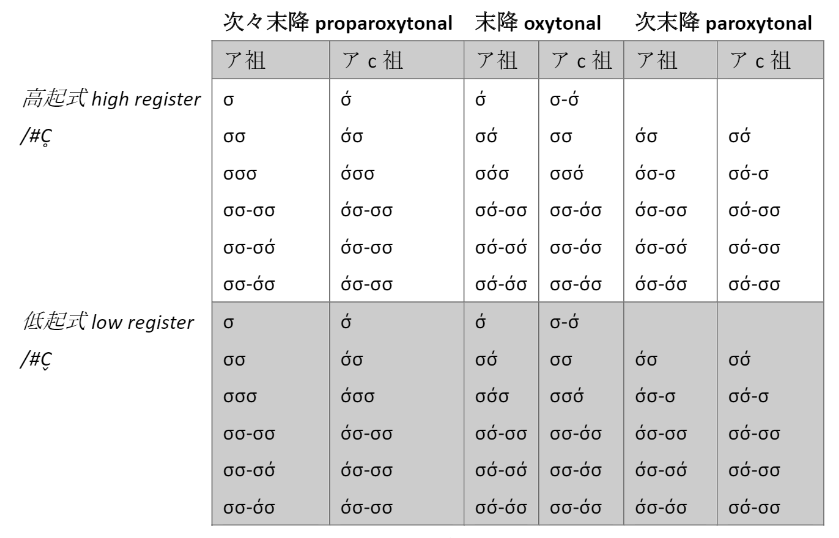 次々末降 proparoxytonal 末降 oxytonal 次末降 paroxytonal
ア祖 ア c 祖 ア祖 ア c 祖 ア祖 ア c 祖
高起式 high register σ σ́ σ́ σ-σ́
/#C̥ σσ σ́σ σσ́ σσ σ́σ σσ́
σσσ σ́σσ σσ́σ σσσ́ σ́σ-σ σσ́-σ
σσ-σσ σ́σ-σσ σσ́-σσ σσ-σ́σ σ́σ-σσ σσ́-σσ
σσ-σσ́ σ́σ-σσ σσ́-σσ́ σσ-σ́σ σ́σ-σσ́ σσ́-σσ
σσ-σ́σ σ́σ-σσ σσ́-σ́σ σσ-σ́σ σ́σ-σ́σ σσ́-σσ
低起式 low register σ σ́ σ́ σ-σ́
/#C̬ σσ σ́σ σσ́ σσ σ́σ σσ́
σσσ σ́σσ σσ́σ σσσ́ σ́σ-σ σσ́-σ
σσ-σσ σ́σ-σσ σσ́-σσ σσ-σ́σ σ́σ-σσ σσ́-σσ
σσ-σσ́ σ́σ-σσ σσ́-σσ́ σσ-σ́σ σ́σ-σσ́ σσ́-σσ
σσ-σ́σ σ́σ-σσ σσ́-σ́σ σσ-σ́σ σ́σ-σ́σ σσ́-σσ